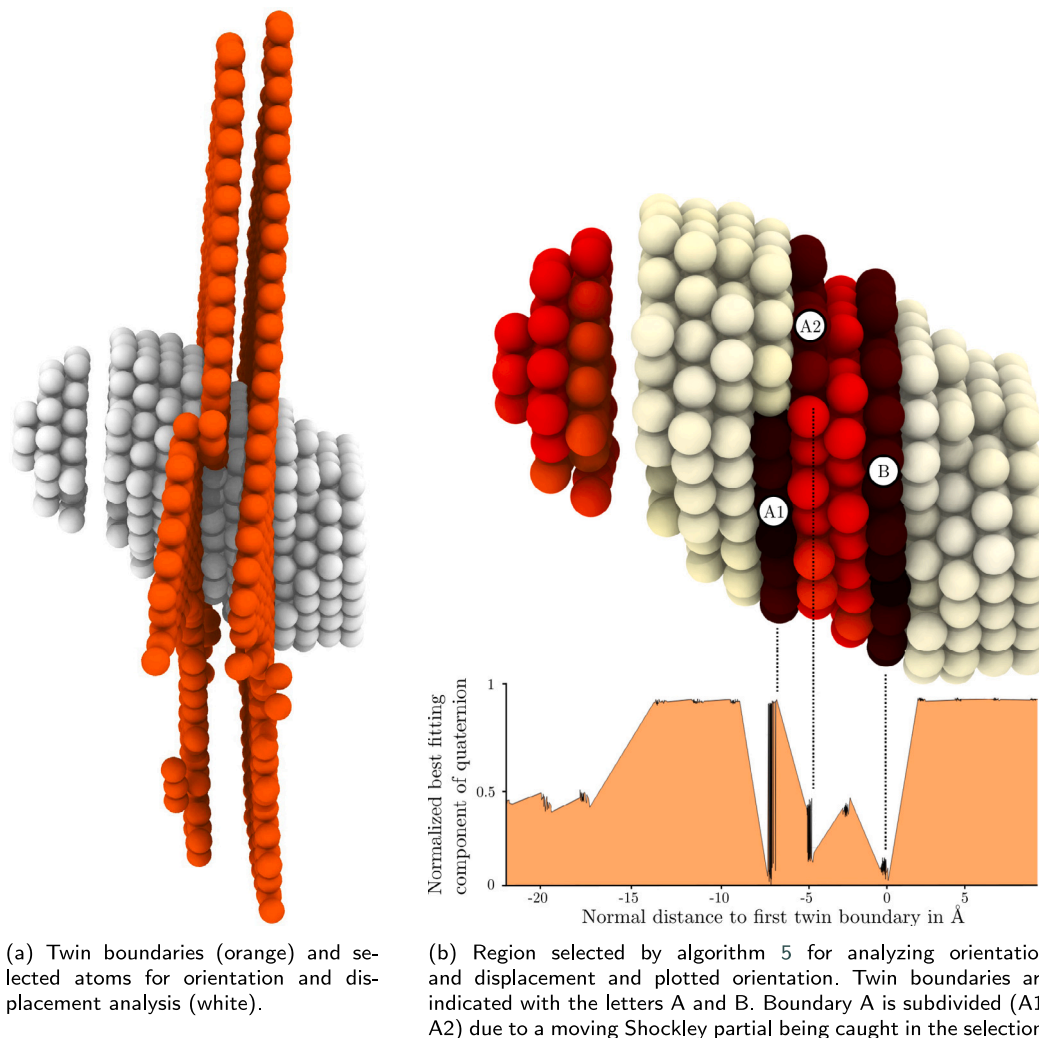 A2
B
A1
Normalized best fitting
component of quaternion
1
0.5
0
-20
-15
-10
-5
0
5
Normal distance to first twin boundary in Å
(a) Twin boundaries (orange) and se-
lected atoms for orientation and dis-
placement analysis (white).
(b) Region selected by algorithm 5 for analyzing orientatio
and displacement and plotted orientation. Twin boundaries ar
indicated with the letters A and B. Boundary A is subdivided (A1
A2) due to a moving Shockley partial being caught in the selection